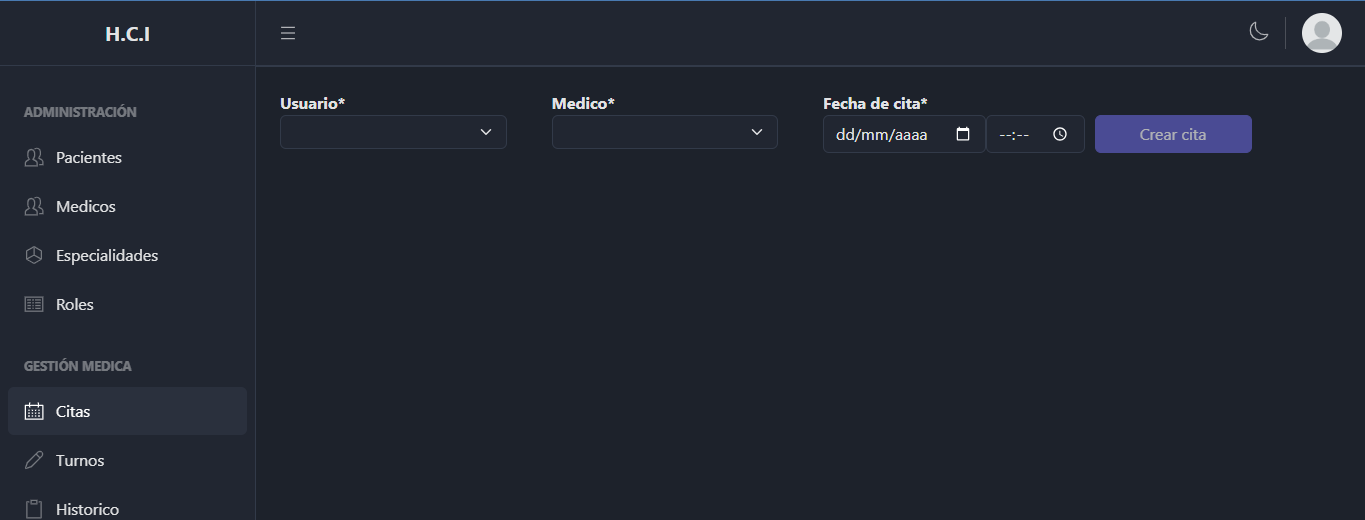 H.C.I
ADMINISTRACIÓN
Pacientes
Medicos
Especialidades
Roles
GESTIÓN MEDICA
Citas
Turnos
Historico
Usuario*
Medico*
Fecha de cita*
dd/mm/aaaa
--:--
Crear cita